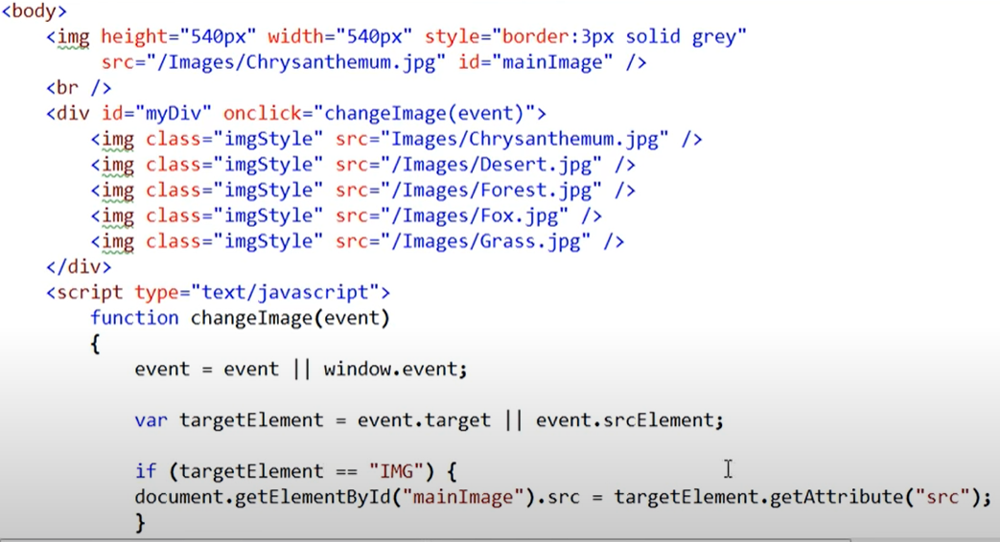 <body>
<img height="540px" width="540px" style="border:3px solid grey"
src="/Images/Chrysanthemum.jpg" id="mainImage" />
<br />
<div id="myDiv" onclick="changeImage(event)">
<img class="imgStyle" src="Images/Chrysanthemum.jpg" />
<img class="imgStyle" src="/Images/Desert.jpg" />
<img class="imgStyle" src="/Images/Forest.jpg" />
<img class="imgStyle" src="/Images/Fox.jpg" />
<img class="imgStyle" src="/Images/Grass.jpg" />
</div>
<script type="text/javascript">
function changeImage(event)
{
event = event || window.event;
var targetElement = event.target || event.srcElement;
if (targetElement == "IMG") {
document.getElementById("mainImage").src = targetElement.getAttribute("src");
}